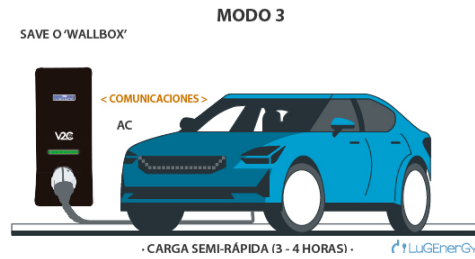 MODO 3
SAVE O 'WALLBOX'
< COMUNICACIONES >
AC
V2C
· CARGA SEMI-RÁPIDA (3 - 4 HORAS) ·
LuGEnerGy